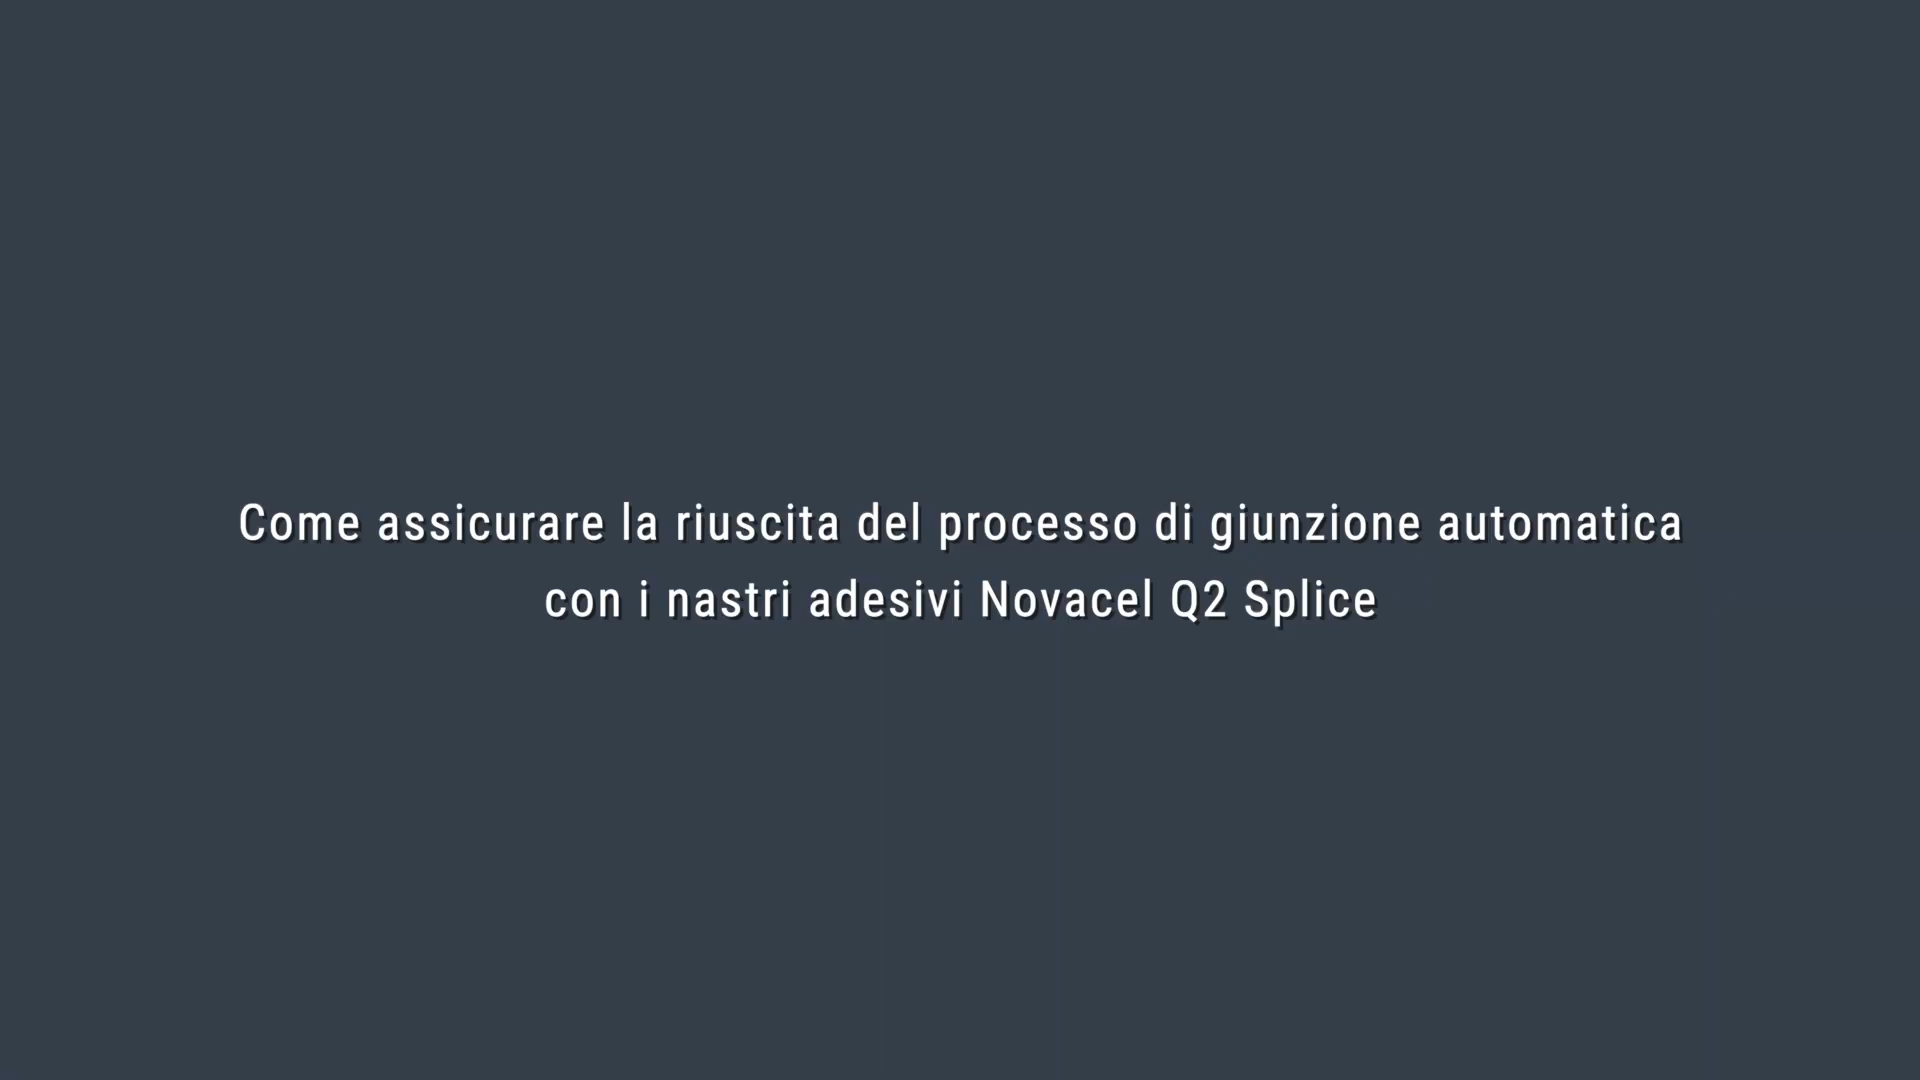 Come assicurare la riuscita del processo di giunzione automatica
con i nastri adesivi Novacel Q2 Splice